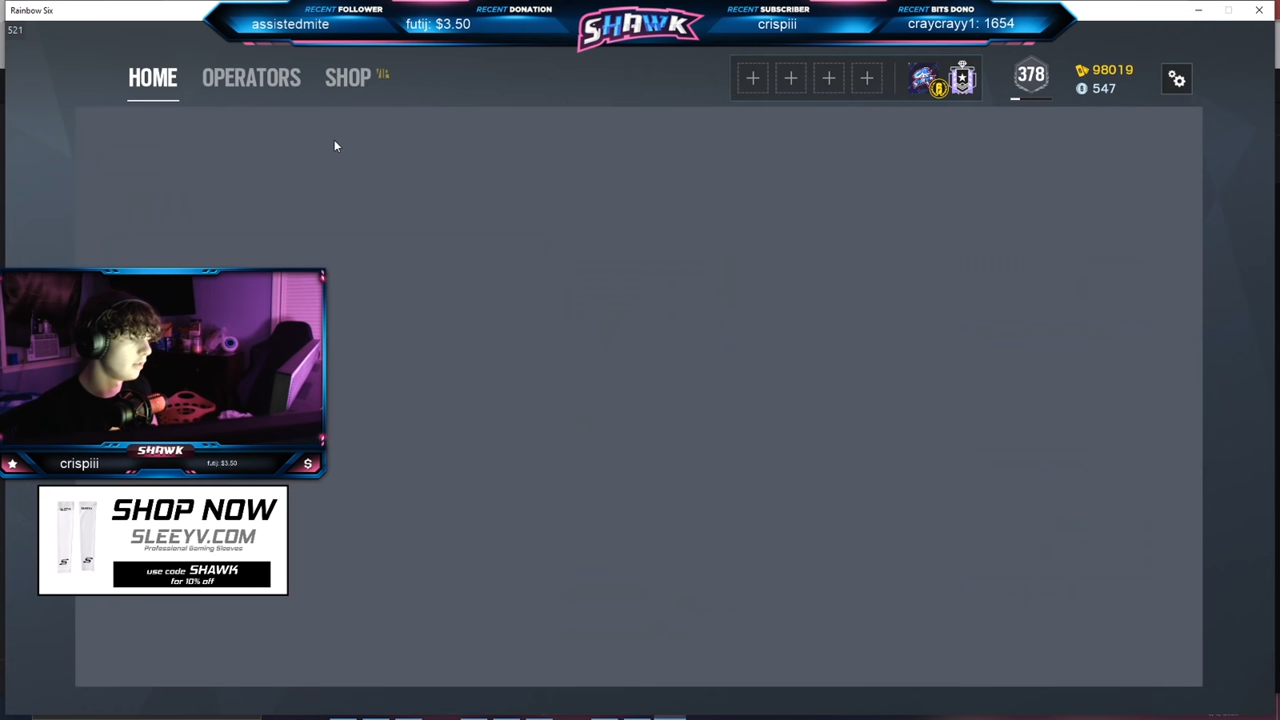 Rainbow Six
521
RECENT FOLLOWER
assistedmite
RECENT DONATION
futij: $3.50
SHAWK
RECENT SUBSCRIBER
crispiii
RECENT BITS DONO
craycrayy1: 1654
HOME OPERATORS SHOP
378
98019
547
SHAWK
crispiii
futij: $3.50
$
SHOP NOW
SLEEYV.COM
Professional Gaming Sleeves
use code SHAWK
for 10% off